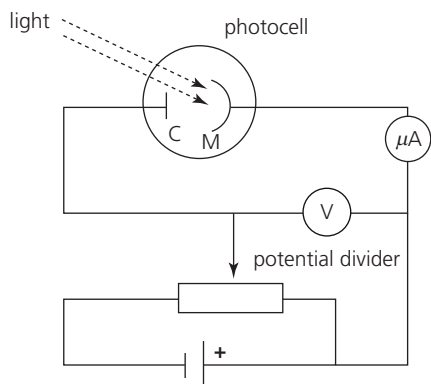 light
photocell
C
M
μA
V
potential divider
+